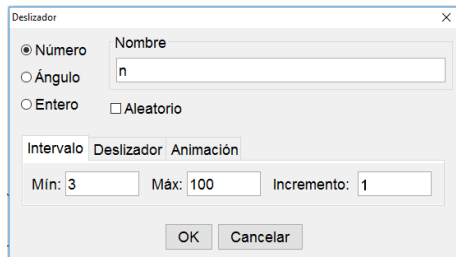 Deslizador
Número
Nombre
n
Ángulo
Entero
Aleatorio
Intervalo Deslizador Animación
Mín: 3 Máx: 100 Incremento: 1
OK Cancelar